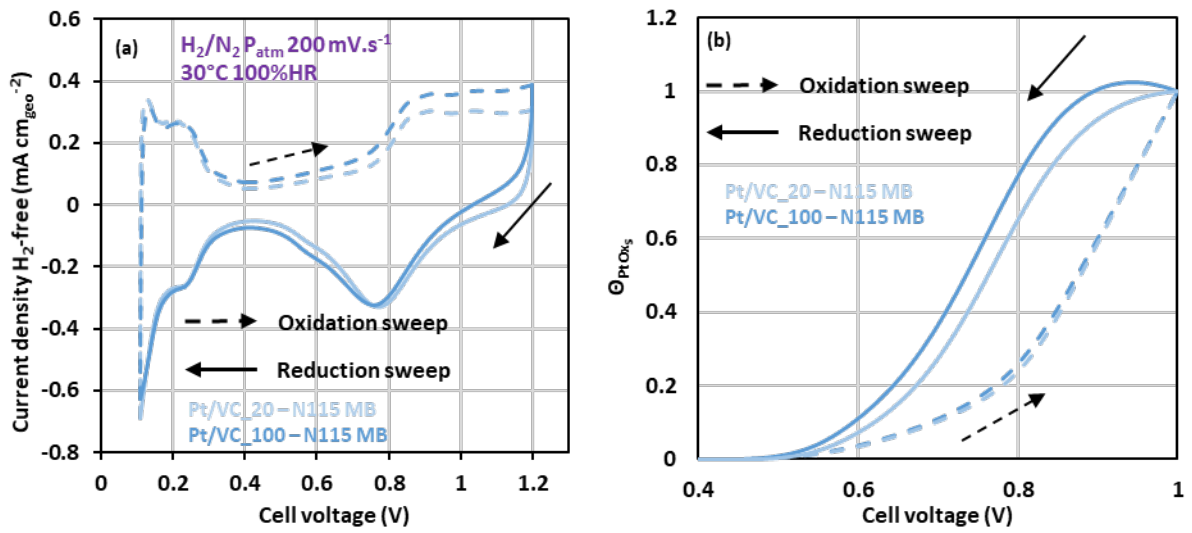 (a)
H₂/N₂ Pₐₜₘ 200 mV.s⁻¹
30°C 100%HR
Current density H₂-free (mA cm_geo⁻²)
0.6
0.4
0.2
0
-0.2
-0.4
-0.6
-0.8
Oxidation sweep
Reduction sweep
Pt/VC_20 – N115 MB
Pt/VC_100 – N115 MB
0 0.2 0.4 0.6 0.8 1 1.2
Cell voltage (V)
(b)
Θ_PtOxₛ
1.2
1
0.8
0.6
0.4
0.2
0
Oxidation sweep
Reduction sweep
Pt/VC_20 – N115 MB
Pt/VC_100 – N115 MB
0.4 0.6 0.8 1
Cell voltage (V)